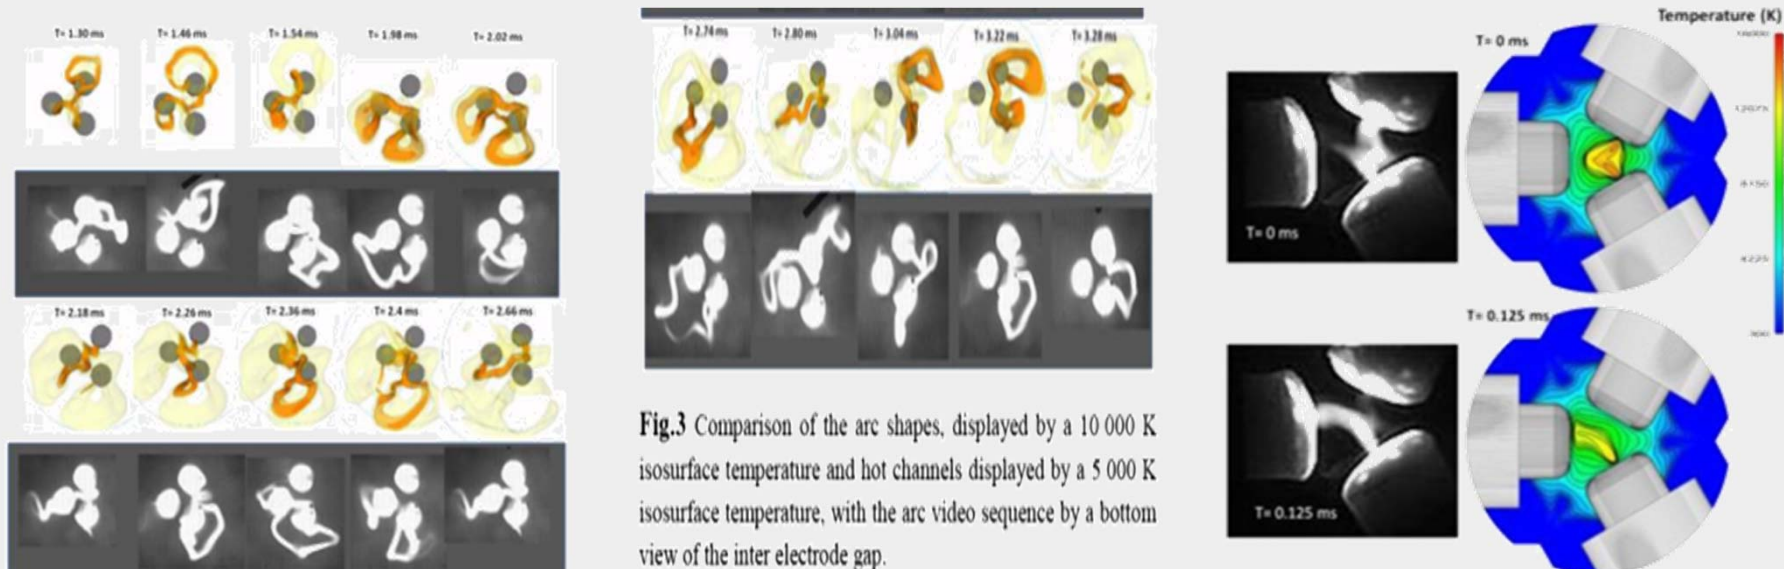 T= 1.30 ms
T= 1.46 ms
T= 1.54 ms
T= 1.98 ms
T= 2.02 ms
T= 2.18 ms
T= 2.26 ms
T= 2.36 ms
T= 2.4 ms
T= 2.66 ms
T= 2.74 ms
T= 2.80 ms
T= 3.04 ms
T= 3.22 ms
T= 3.28 ms
Fig.3 Comparison of the arc shapes, displayed by a 10 000 K
isosurface temperature and hot channels displayed by a 5 000 K
isosurface temperature, with the arc video sequence by a bottom
view of the inter electrode gap.
Temperature (K)
T= 0 ms
T= 0 ms
T= 0.125 ms
T= 0.125 ms